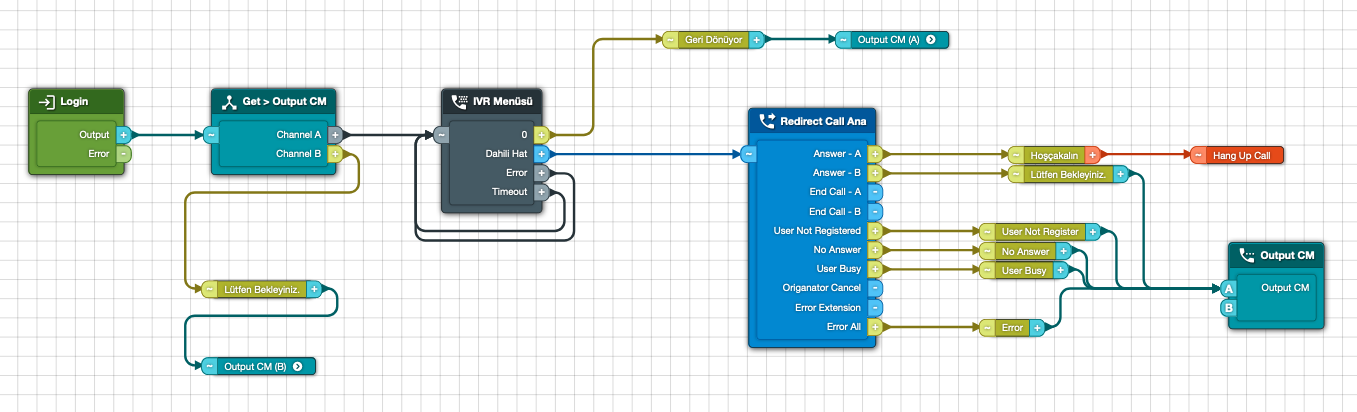 Geri Dönüyor
Output CM (A)
Login
Output
Error
Get > Output CM
Channel A
Channel B
IVR Menüsü
0
Dahili Hat
Error
Timeout
Redirect Call Ana
Answer - A
Answer - B
End Call - A
End Call - B
User Not Registered
No Answer
User Busy
Origanator Cancel
Error Extension
Error All
Hoşçakalın
Hang Up Call
Lütfen Bekleyiniz.
User Not Register
No Answer
User Busy
Error
Output CM
A
Output CM
B
Lütfen Bekleyiniz.
Output CM (B)